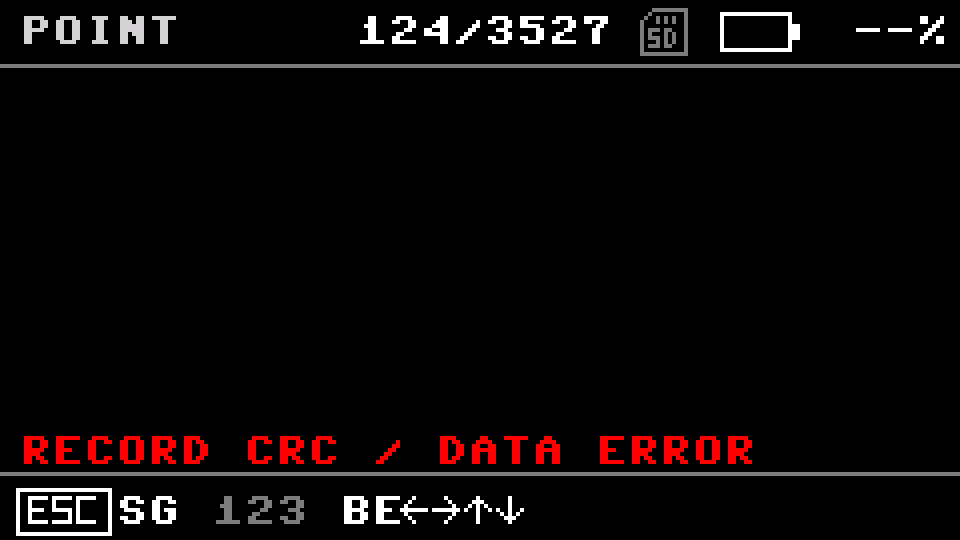 POINT 124/3527 SD --%
RECORD CRC / DATA ERROR
ESC SG 123 BE←→↑↓